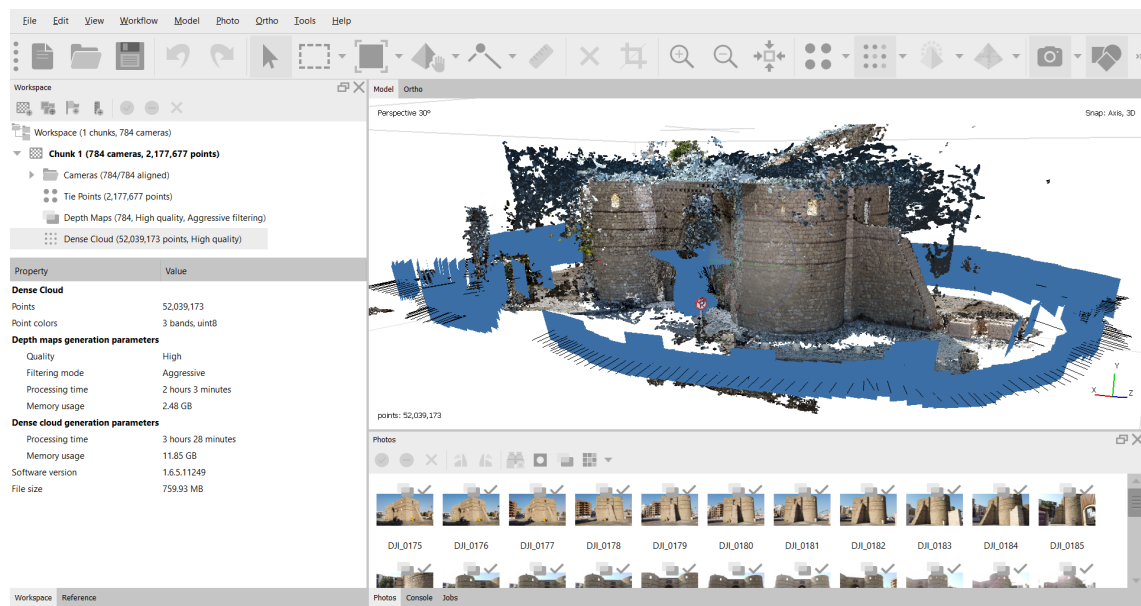 File Edit View Workflow Model Photo Ortho Tools Help
Workspace
Workspace (1 chunks, 784 cameras)
Chunk 1 (784 cameras, 2,177,677 points)
Cameras (784/784 aligned)
Tie Points (2,177,677 points)
Depth Maps (784, High quality, Aggressive filtering)
Dense Cloud (52,039,173 points, High quality)
Property Value
Dense Cloud
Points 52,039,173
Point colors 3 bands, uint8
Depth maps generation parameters
Quality High
Filtering mode Aggressive
Processing time 2 hours 3 minutes
Memory usage 2.48 GB
Dense cloud generation parameters
Processing time 3 hours 28 minutes
Memory usage 11.85 GB
Software version 1.6.5.11249
File size 759.93 MB
Workspace Reference
Model Ortho
Perspective 30° Snap: Axis, 3D
Y
X Z
points: 52,039,173
Photos
DJI_0175 DJI_0176 DJI_0177 DJI_0178 DJI_0179 DJI_0180 DJI_0181 DJI_0182 DJI_0183 DJI_0184 DJI_0185
Photos Console Jobs